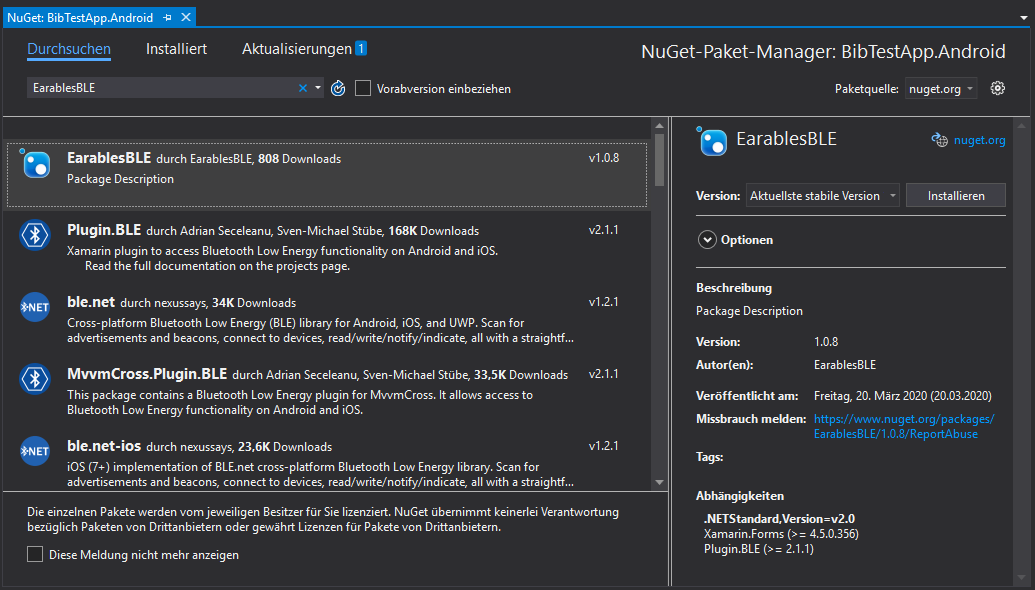 NuGet: BibTestApp.Android
Durchsuchen Installiert Aktualisierungen 1
NuGet-Paket-Manager: BibTestApp.Android
EarablesBLE
Vorabversion einbeziehen
Paketquelle: nuget.org
EarablesBLE durch EarablesBLE, 808 Downloads v1.0.8
Package Description
Plugin.BLE durch Adrian Seceleanu, Sven-Michael Stübe, 168K Downloads v2.1.1
Xamarin plugin to access Bluetooth Low Energy functionality on Android and iOS.
Read the full documentation on the projects page.
.NET
ble.net durch nexussays, 34K Downloads v1.2.1
Cross-platform Bluetooth Low Energy (BLE) library for Android, iOS, and UWP. Scan for
advertisements and beacons, connect to devices, read/write/notify/indicate, all with a straightf...
MvvmCross.Plugin.BLE durch Adrian Seceleanu, Sven-Michael Stübe, 33,5K Downloads v2.1.1
This package contains a Bluetooth Low Energy plugin for MvvmCross. It allows access to
Bluetooth Low Energy functionality on Android and iOS.
.NET
ble.net-ios durch nexussays, 23,6K Downloads v1.2.1
iOS (7+) implementation of BLE.net cross-platform Bluetooth Low Energy library. Scan for
advertisements and beacons, connect to devices, read/write/notify/indicate, all with a straightf...
Die einzelnen Pakete werden vom jeweiligen Besitzer für Sie lizenziert. NuGet übernimmt keinerlei Verantwortung
bezüglich Paketen von Drittanbietern oder gewährt Lizenzen für Pakete von Drittanbietern.
Diese Meldung nicht mehr anzeigen
EarablesBLE nuget.org
Version: Aktuellste stabile Version Installieren
Optionen
Beschreibung
Package Description
Version: 1.0.8
Autor(en): EarablesBLE
Veröffentlicht am: Freitag, 20. März 2020 (20.03.2020)
Missbrauch melden: https://www.nuget.org/packages/
EarablesBLE/1.0.8/ReportAbuse
Tags:
Abhängigkeiten
.NETStandard,Version=v2.0
Xamarin.Forms (>= 4.5.0.356)
Plugin.BLE (>= 2.1.1)